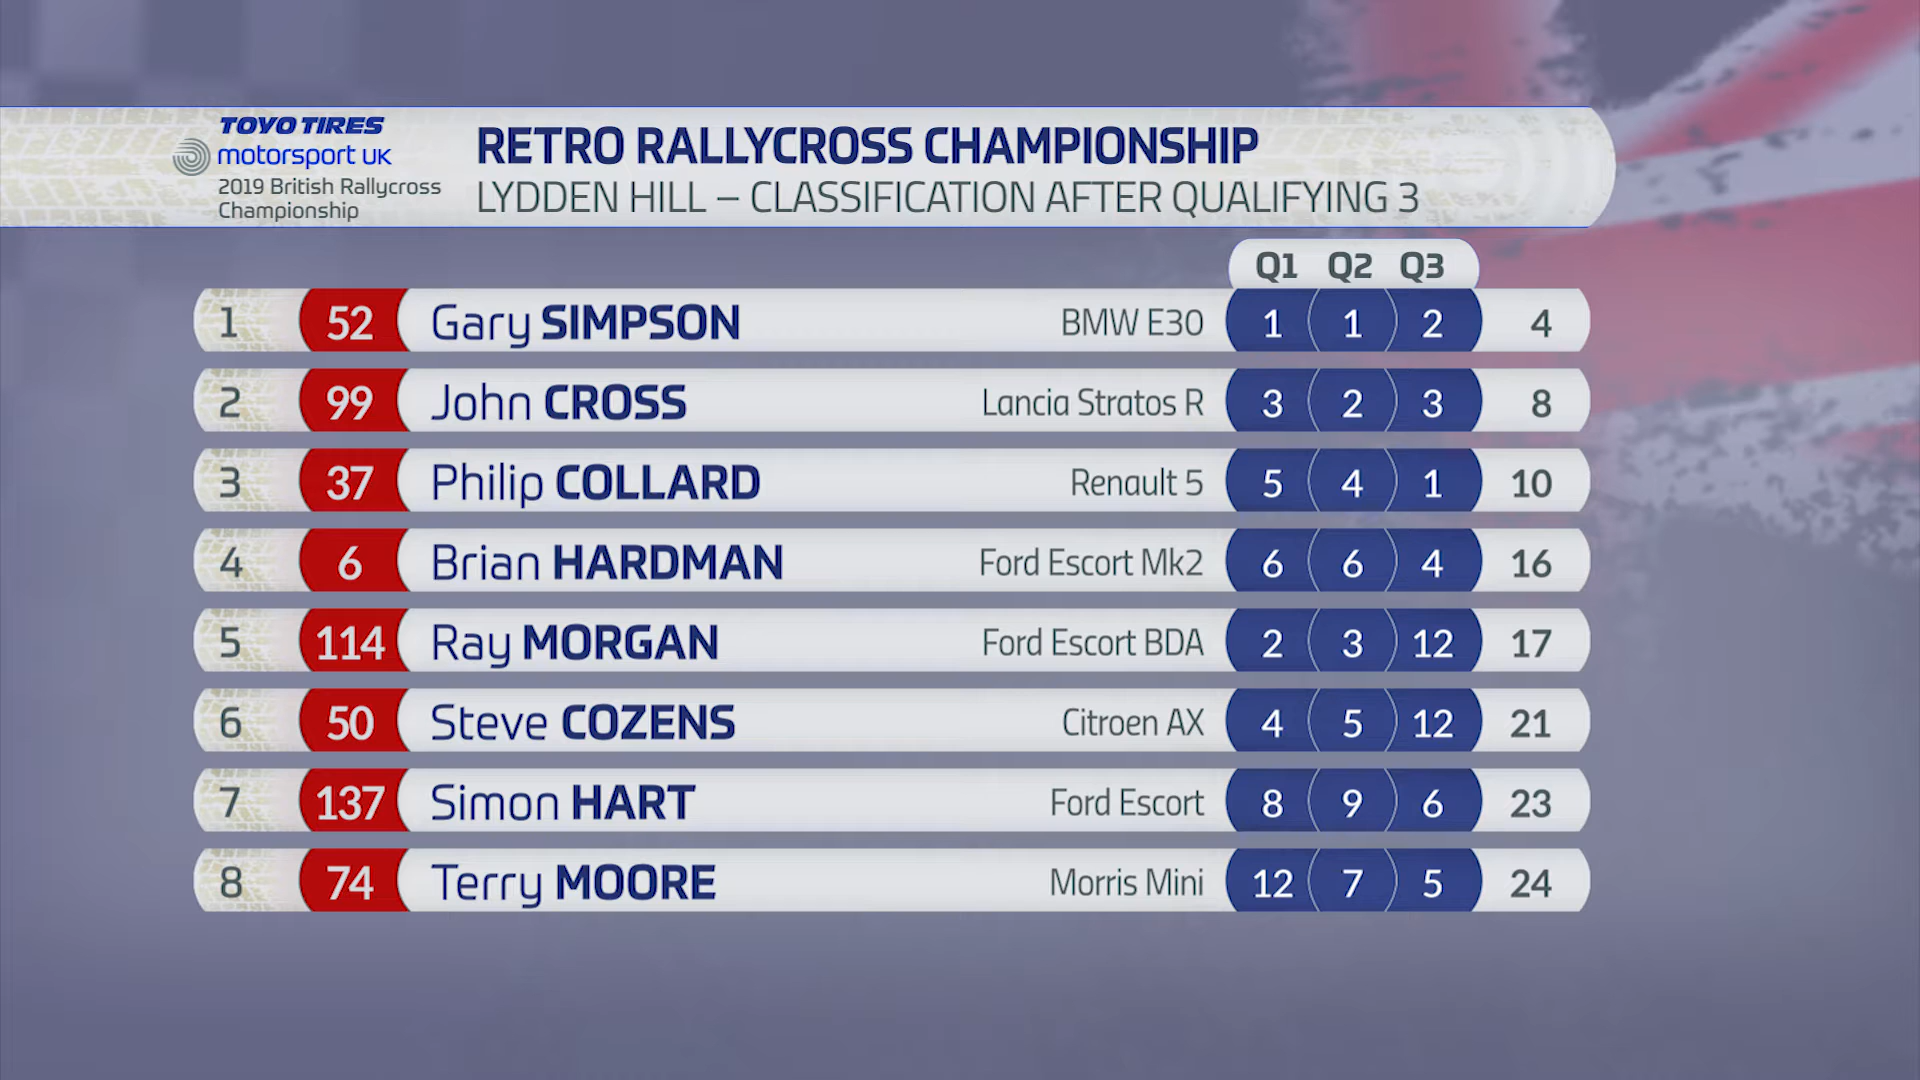 TOYO TIRES
motorsport UK
2019 British Rallycross
Championship
RETRO RALLYCROSS CHAMPIONSHIP
LYDDEN HILL – CLASSIFICATION AFTER QUALIFYING 3
Q1 Q2 Q3
1 52 Gary SIMPSON BMW E30 1 1 2 4
2 99 John CROSS Lancia Stratos R 3 2 3 8
3 37 Philip COLLARD Renault 5 5 4 1 10
4 6 Brian HARDMAN Ford Escort Mk2 6 6 4 16
5 114 Ray MORGAN Ford Escort BDA 2 3 12 17
6 50 Steve COZENS Citroen AX 4 5 12 21
7 137 Simon HART Ford Escort 8 9 6 23
8 74 Terry MOORE Morris Mini 12 7 5 24